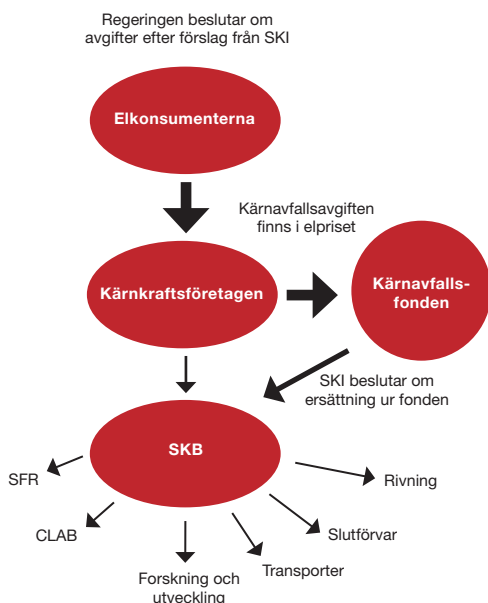 Regeringen beslutar om
avgifter efter förslag från SKI
Elkonsumenterna
Kärnavfallsavgiften
finns i elpriset
Kärnkraftsföretagen
Kärnavfalls-
fonden
SKI beslutar om
ersättning ur fonden
SKB
SFR
CLAB
Forskning och
utveckling
Transporter
Slutförvar
Rivning